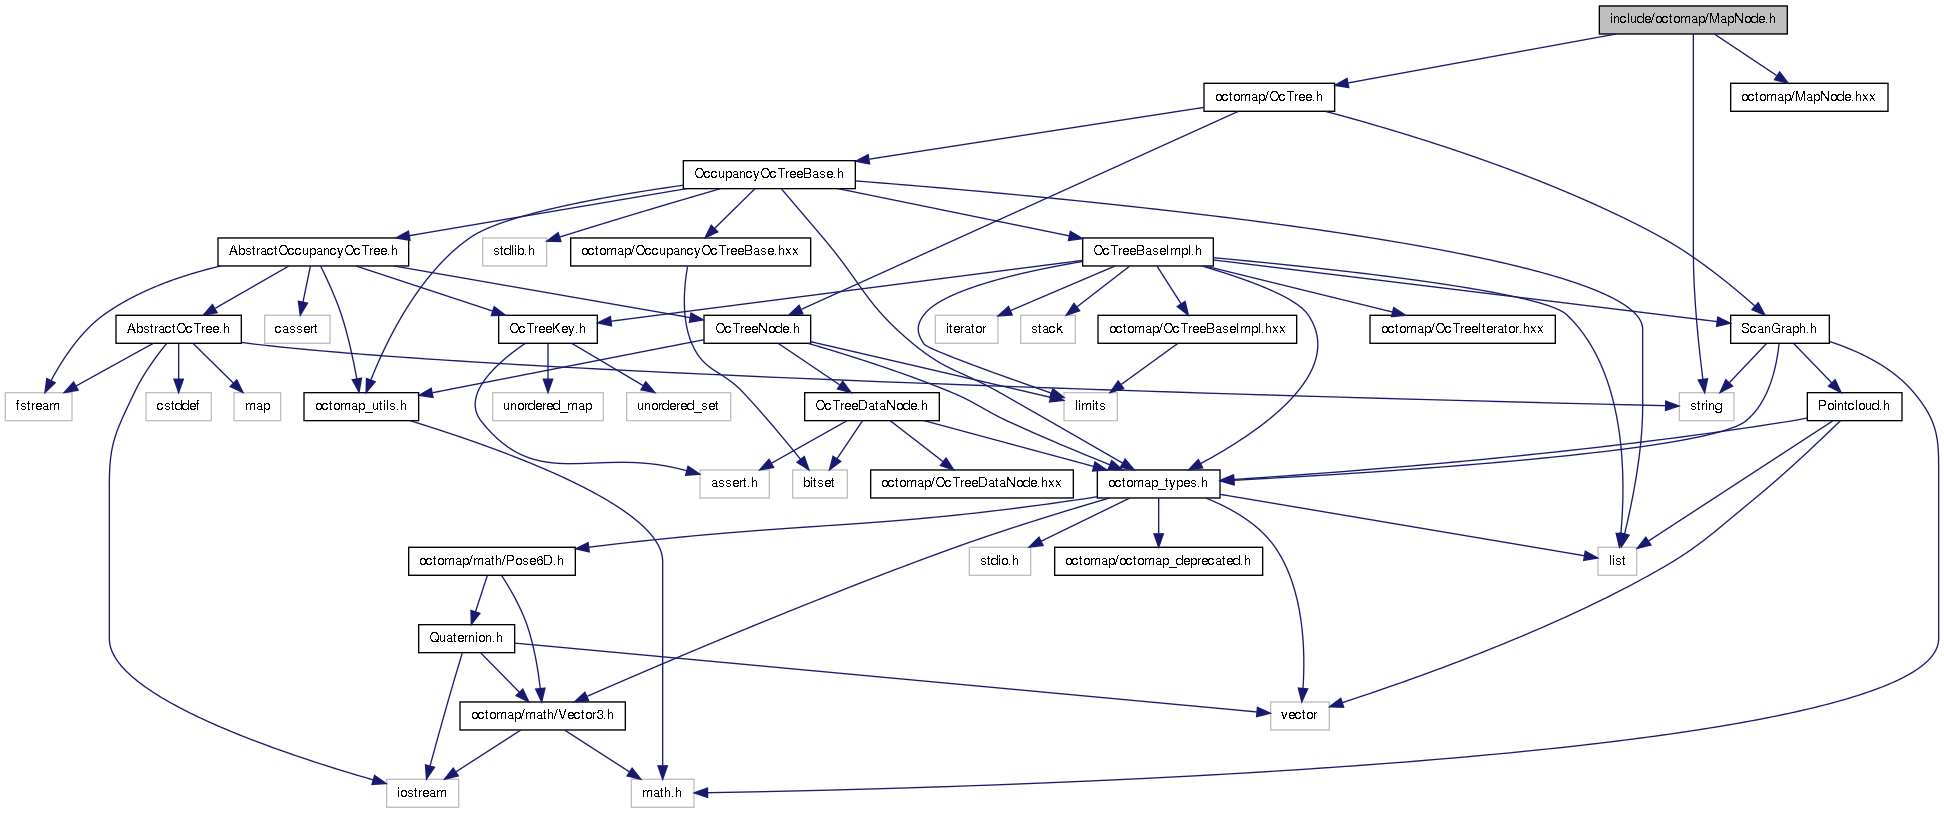 include/octomap/MapNode.h
octomap/OcTree.h
octomap/MapNode.hxx
OccupancyOcTreeBase.h
AbstractOccupancyOcTree.h
stdlib.h
octomap/OccupancyOcTreeBase.hxx
OcTreeBaseImpl.h
AbstractOcTree.h
cassert
OcTreeKey.h
OcTreeNode.h
iterator
stack
octomap/OcTreeBaseImpl.hxx
octomap/OcTreeIterator.hxx
ScanGraph.h
fstream
cstddef
map
octomap_utils.h
unordered_map
unordered_set
OcTreeDataNode.h
limits
string
Pointcloud.h
assert.h
bitset
octomap/OcTreeDataNode.hxx
octomap_types.h
octomap/math/Pose6D.h
stdio.h
octomap/octomap_deprecated.h
list
Quaternion.h
octomap/math/Vector3.h
vector
iostream
math.h